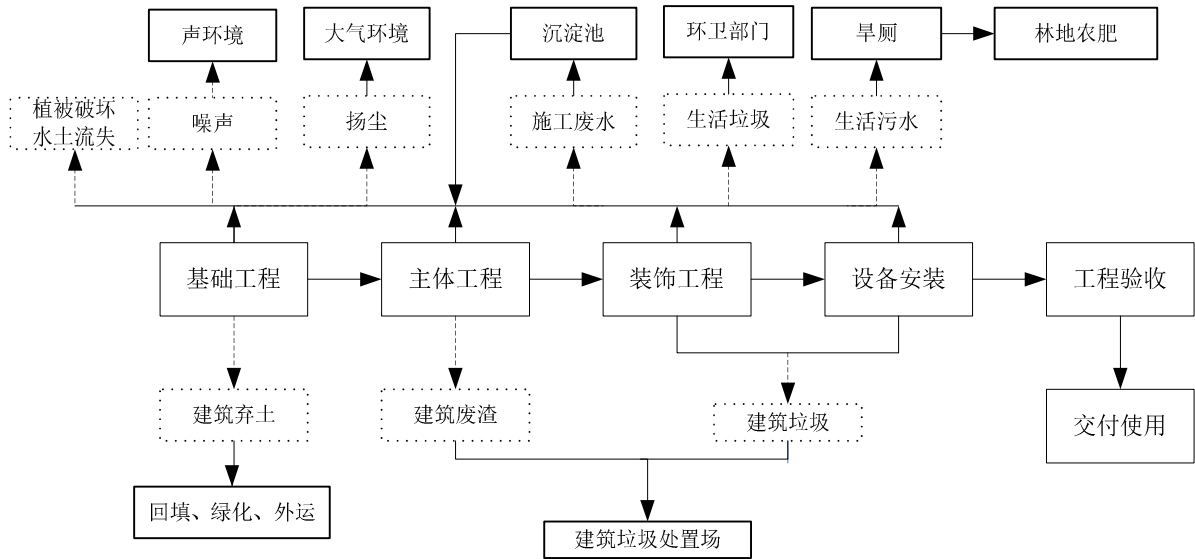 声环境
大气环境
沉淀池
环卫部门
旱厕
林地农肥
植被破坏
水土流失
噪声
扬尘
施工废水
生活垃圾
生活污水
基础工程
主体工程
装饰工程
设备安装
工程验收
建筑弃土
建筑废渣
建筑垃圾
交付使用
回填、绿化、外运
建筑垃圾处置场